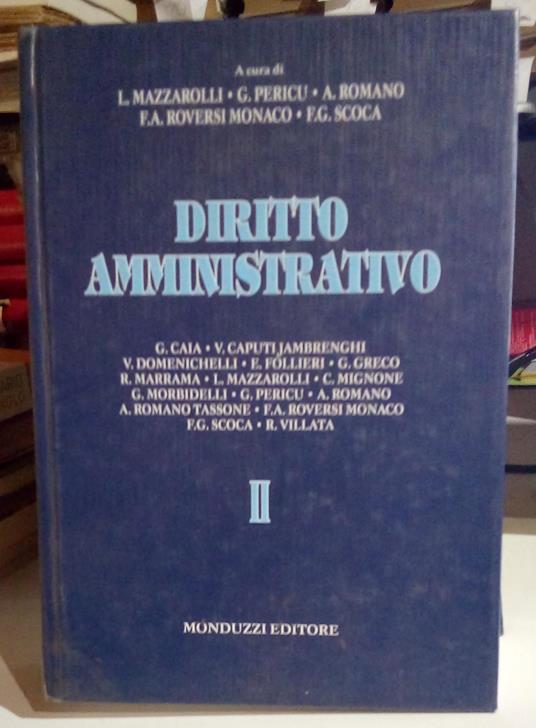 A cura di
L. MAZZAROLLI • G. PERICU • A. ROMANO
F.A. ROVERSI MONACO • F.G. SCOCA
DIRITTO
AMMINISTRATIVO
G. CAIA • V. CAPUTI JAMBRENGHI
V. DOMENICHELLI • E. FOLLIERI • G. GRECO
R. MARRAMA • L. MAZZAROLLI • C. MIGNONE
G. MORBIDELLI • G. PERICU • A. ROMANO
A. ROMANO TASSONE • F.A. ROVERSI MONACO
F.G. SCOCA • R. VILLATA
II
MONDUZZI EDITORE